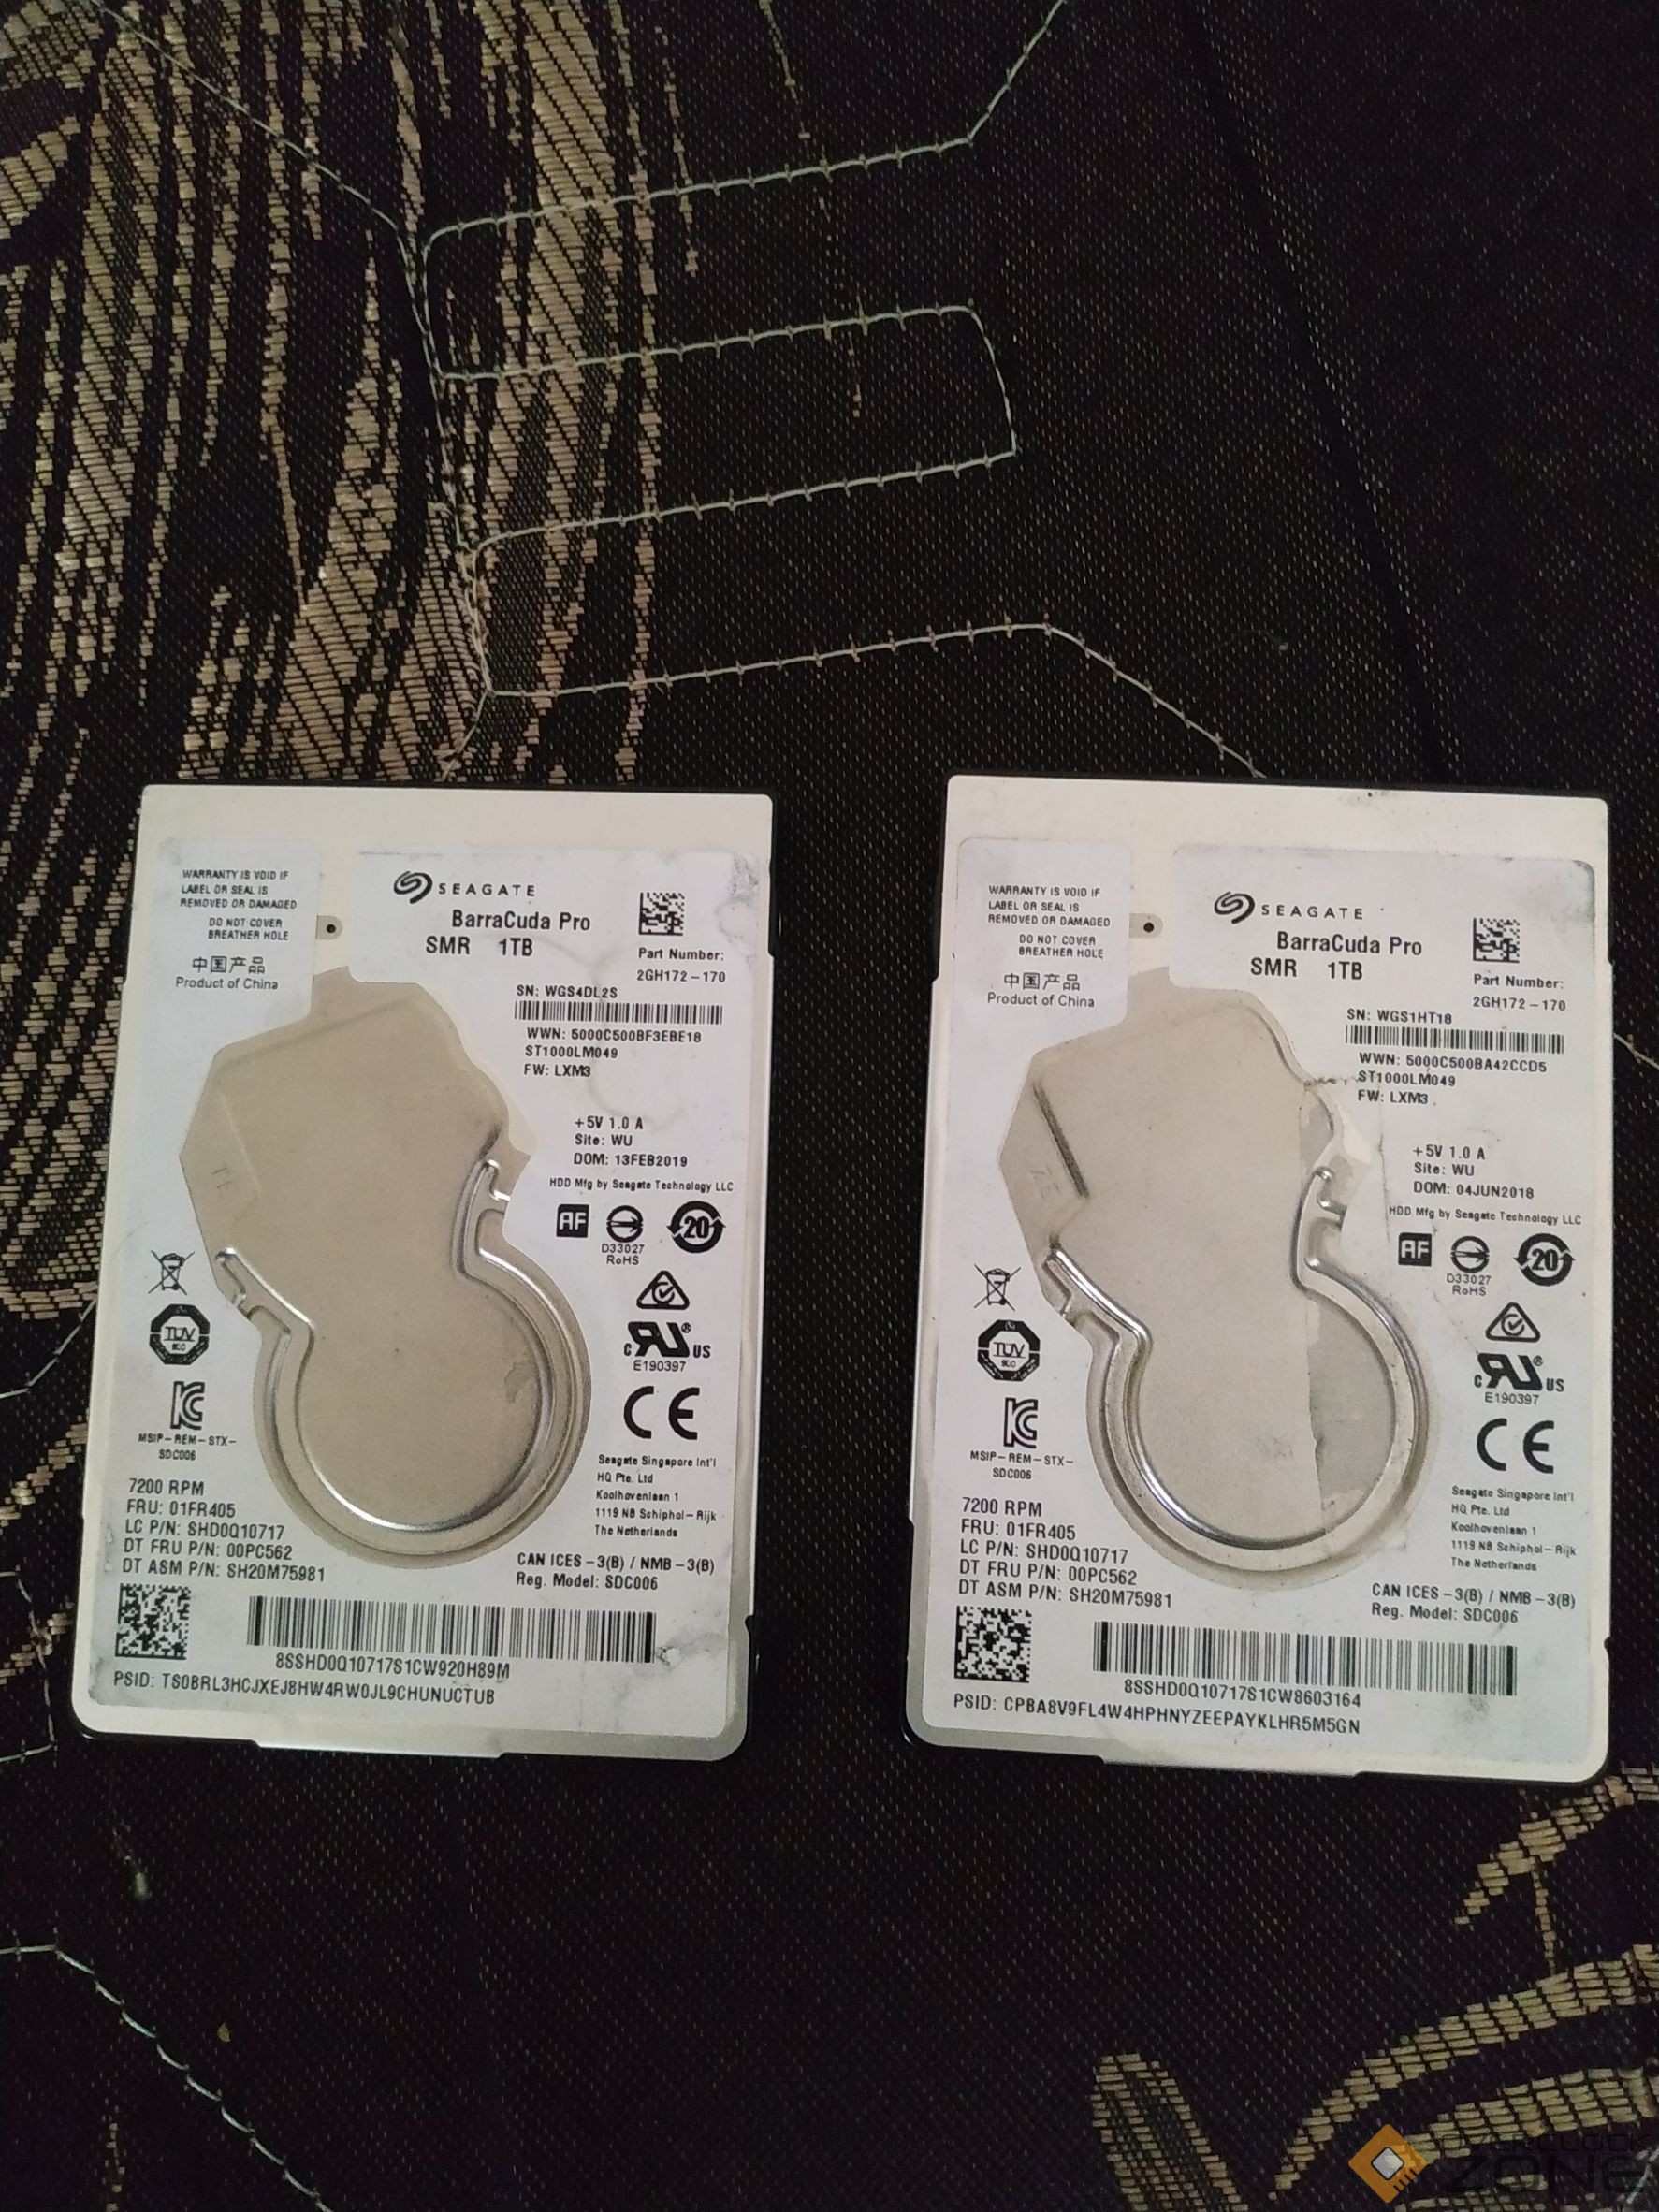 WARRANTY IS VOID IF
LABEL OR SEAL IS
REMOVED OR DAMAGED
DO NOT COVER
BREATHER HOLE
中国产品
Product of China
SEAGATE
BarraCuda Pro
SMR 1TB
Part Number:
2GH172-170
SN: WGS4DL2S
WWN: 5000C500BF3EBE18
ST1000LM049
FW: LXM3
+5V 1.0 A
Site: WU
DOM: 13FEB2019
HDD Mfg by Seagate Technology LLC
AF
20
D33027
RoHS
TUV
MSIP-REM-STX-
SDC006
c RU US
E190397
CE
Seagate Singapore Int'l
HQ Pte. Ltd
Koolhovenlaan 1
1119 NB Schiphol-Rijk
The Netherlands
7200 RPM
FRU: 01FR405
LC P/N: SHD0Q10717
DT FRU P/N: 00PC562
DT ASM P/N: SH20M75981
CAN ICES-3(B) / NMB-3(B)
Reg. Model: SDC006
8SSHD0Q10717S1CW920H89M
PSID: TS0BRL3HCJXEJ8HW4RW0JL9CHUNUCTUB
WARRANTY IS VOID IF
LABEL OR SEAL IS
REMOVED OR DAMAGED
DO NOT COVER
BREATHER HOLE
中国产品
Product of China
SEAGATE
BarraCuda Pro
SMR 1TB
Part Number:
2GH172-170
SN: WGS1HT18
WWN: 5000C500BA42CCD5
ST1000LM049
FW: LXM3
+5V 1.0 A
Site: WU
DOM: 04JUN2018
HDD Mfg by Seagate Technology LLC
AF
20
D33027
RoHS
TUV
MSIP-REM-STX-
SDC006
c RU US
E190397
CE
Seagate Singapore Int'l
HQ Pte. Ltd
Koolhovenlaan 1
1119 NB Schiphol-Rijk
The Netherlands
7200 RPM
FRU: 01FR405
LC P/N: SHD0Q10717
DT FRU P/N: 00PC562
DT ASM P/N: SH20M75981
CAN ICES-3(B) / NMB-3(B)
Reg. Model: SDC006
8SSHD0Q10717S1CW8603164
PSID: CPBA8V9FL4W4HPHNYZEEPAYKLHR5M5GN
OVERCLOCK
ZONE